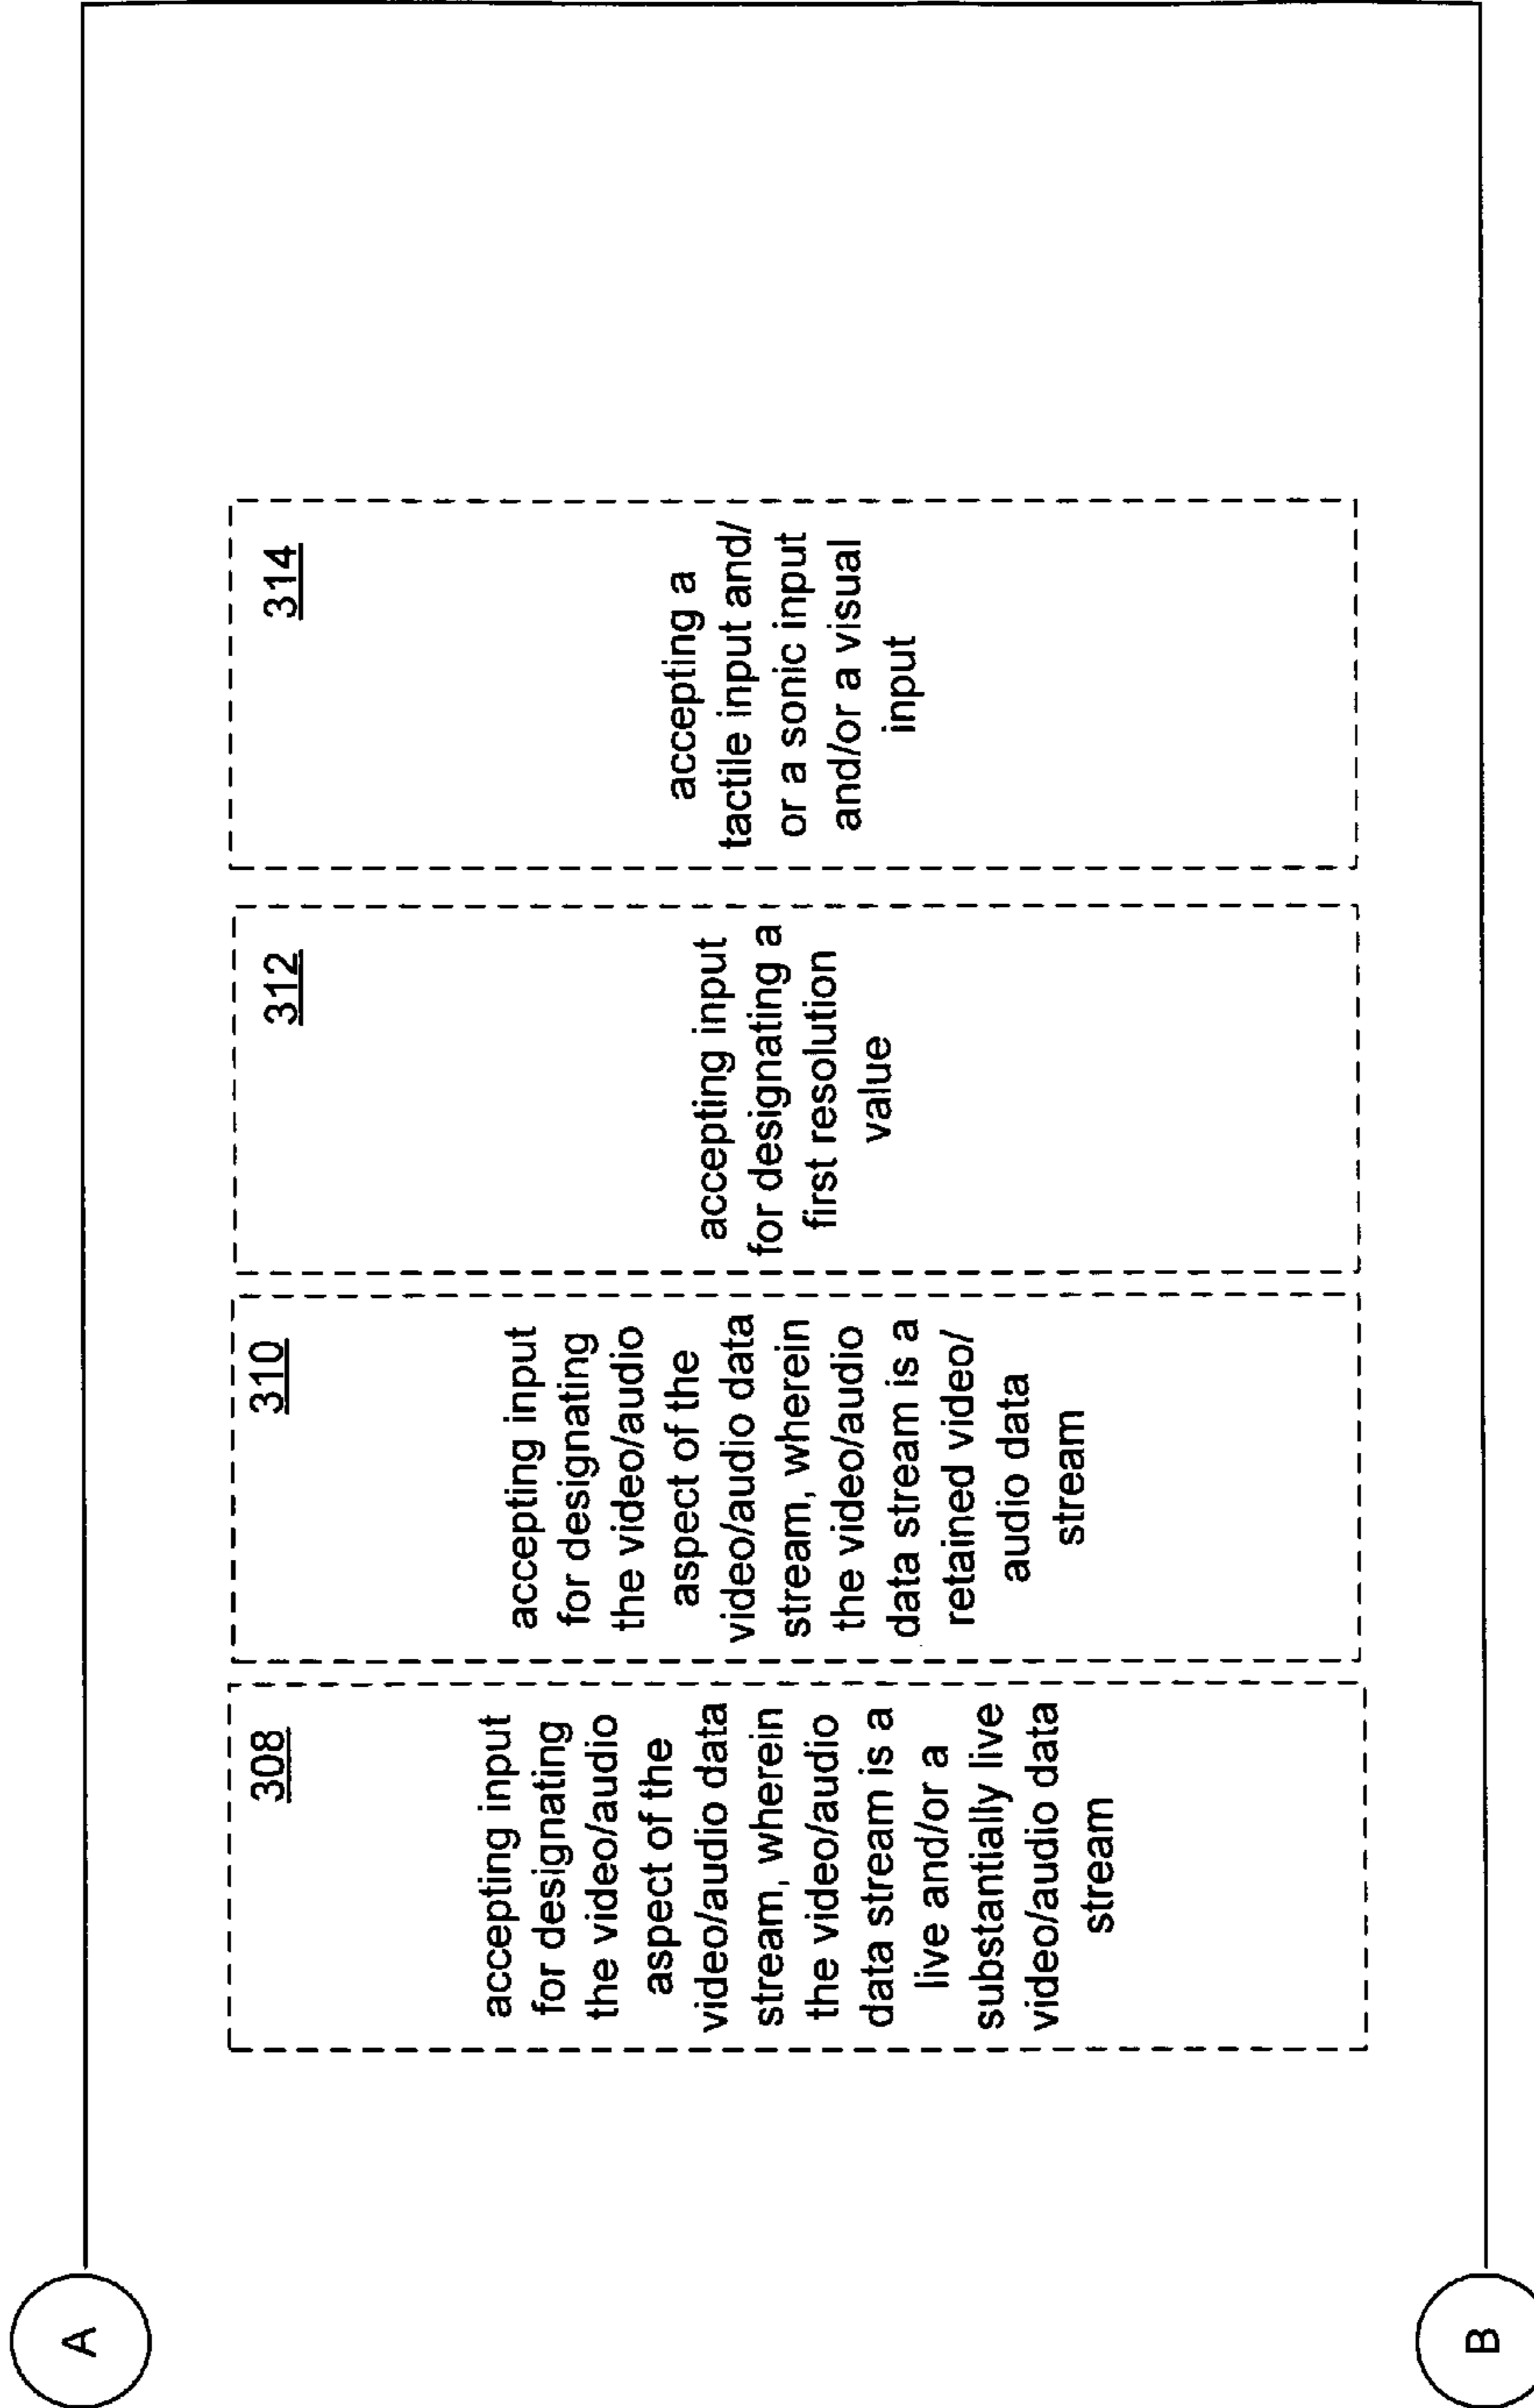 A
308
accepting input
for designating
the video/audio
aspect of the
video/audio data
stream, wherein
the video/audio
data stream is a
live and/or a
substantially live
video/audio data
stream
310
accepting input
for designating
the video/audio
aspect of the
video/audio data
stream, wherein
the video/audio
data stream is a
retained video/
audio data
stream
312
accepting input
for designating a
first resolution
value
314
accepting a
tactile input and/
or a sonic input
and/or a visual
input
B